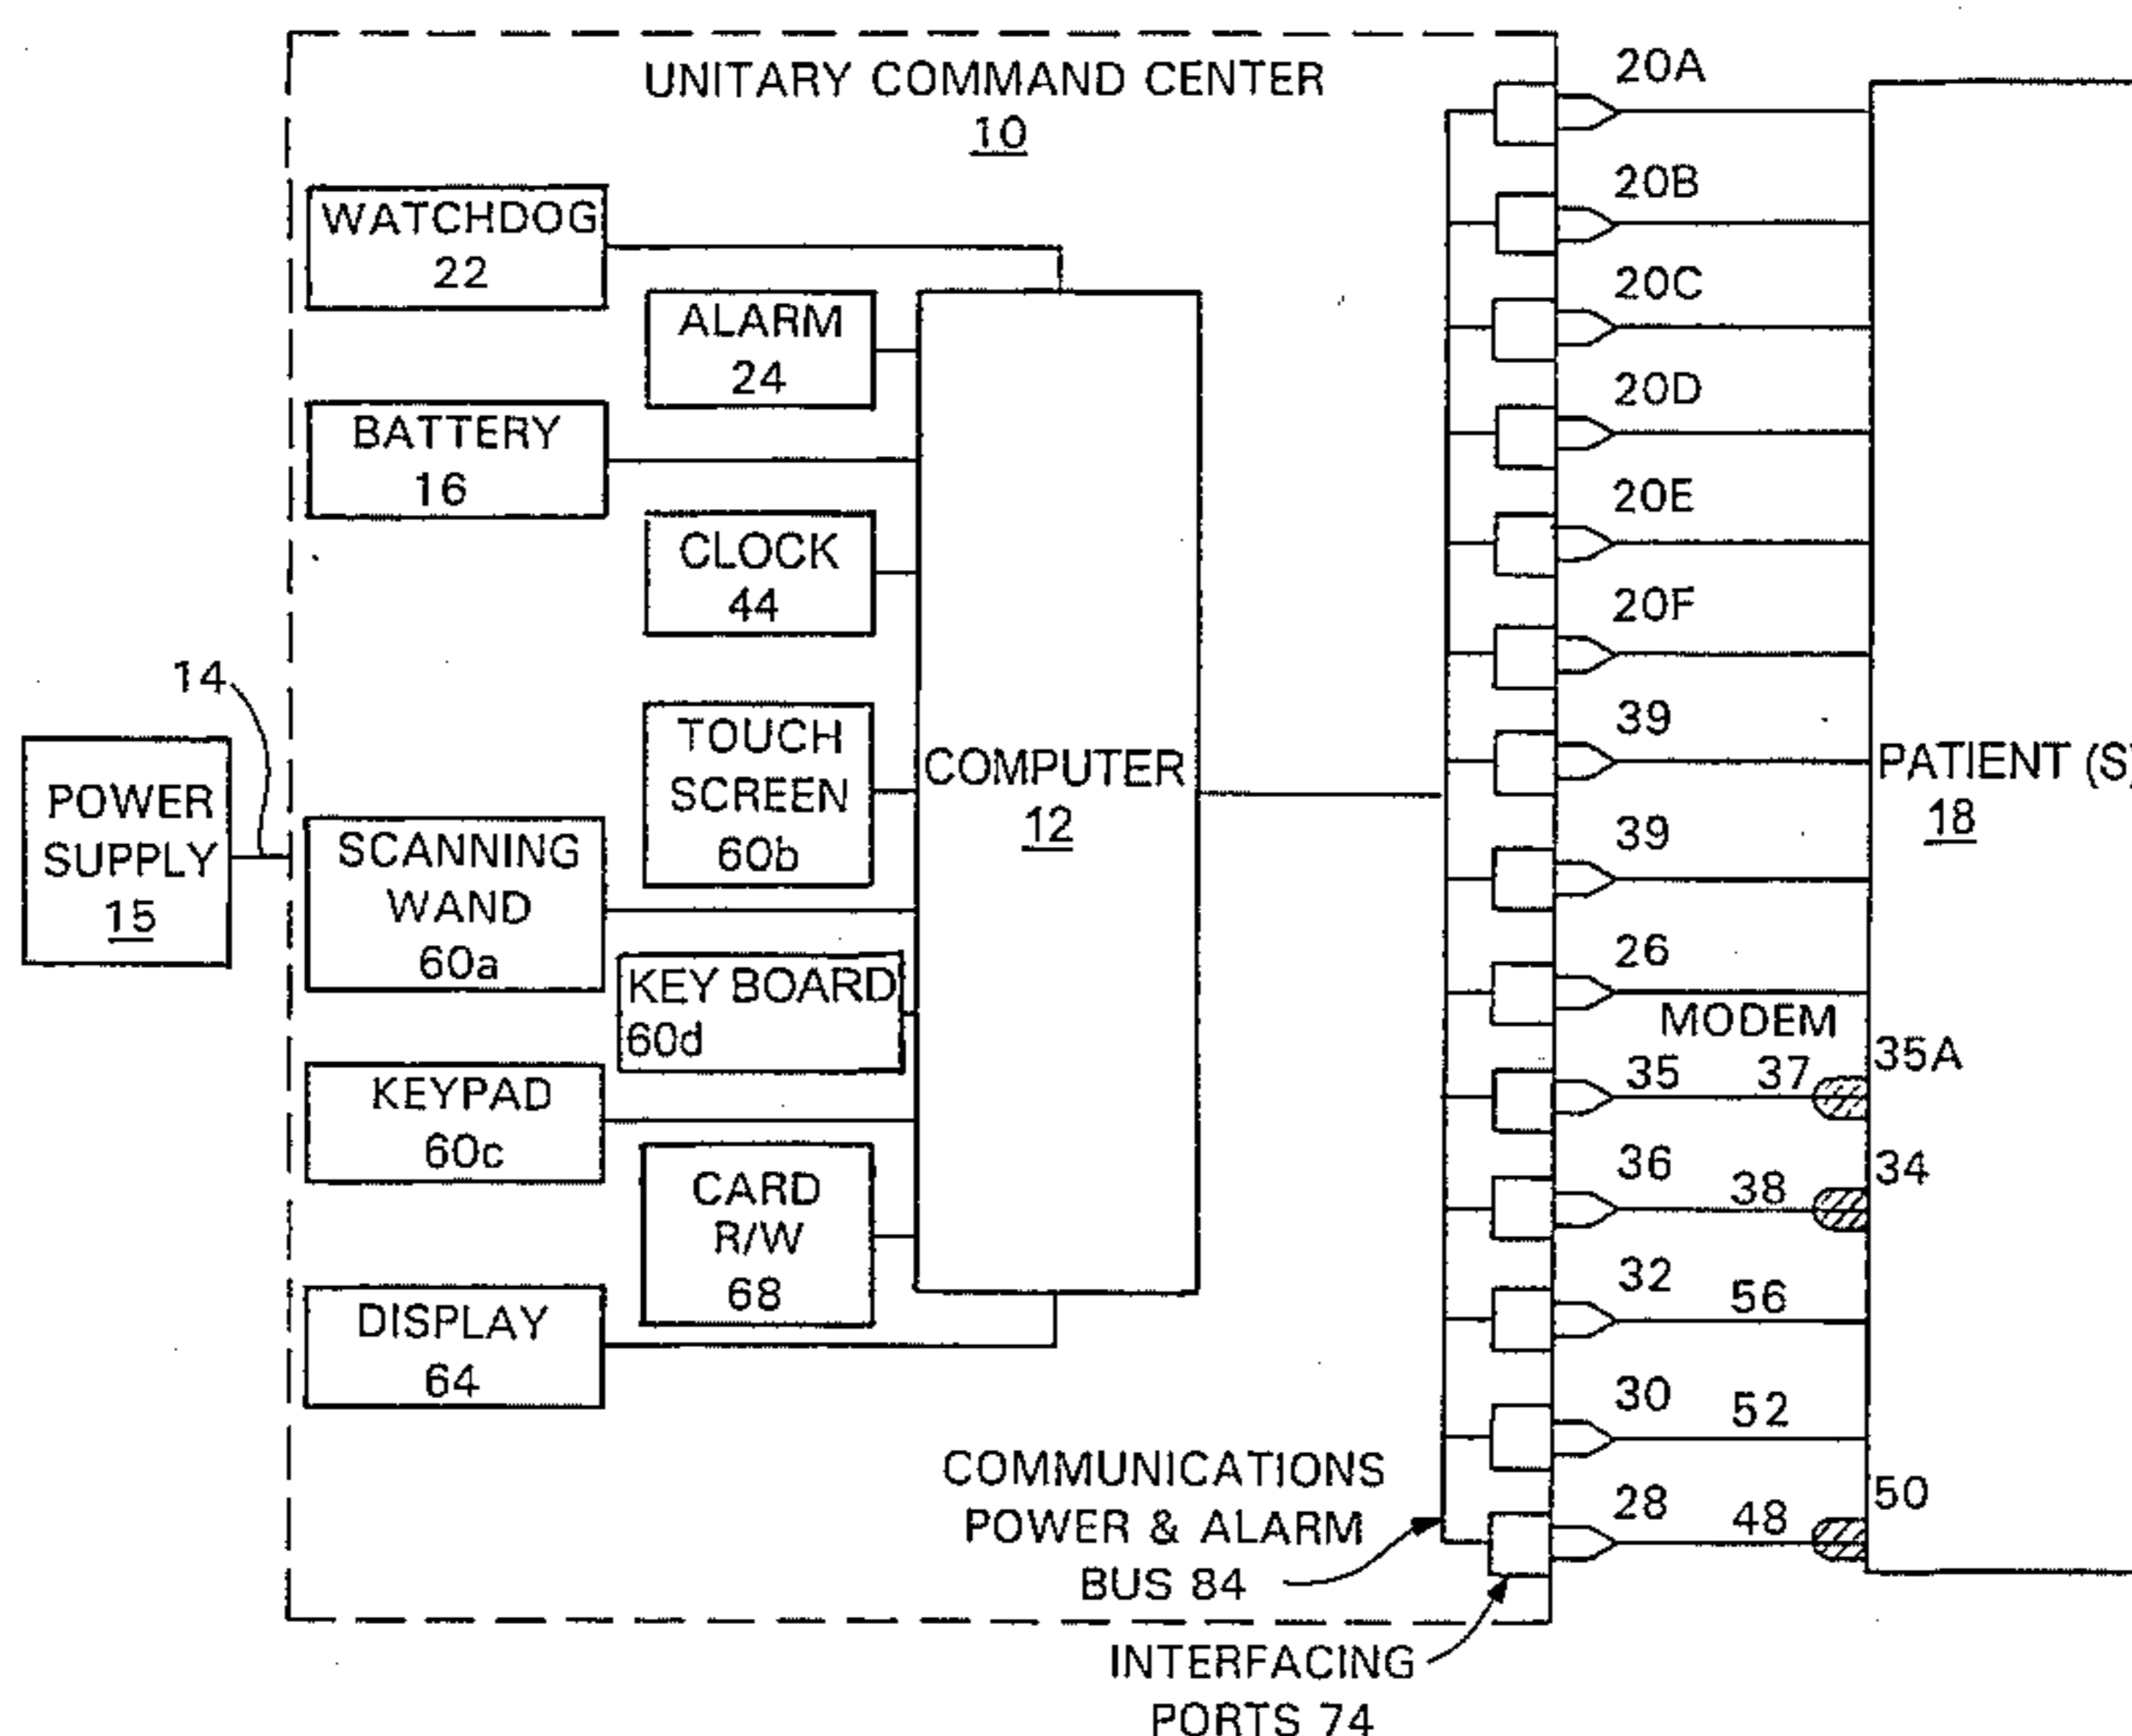 UNITARY COMMAND CENTER
10
WATCHDOG
22
ALARM
24
BATTERY
16
CLOCK
44
14
POWER
SUPPLY
15
TOUCH
SCREEN
60b
SCANNING
WAND
60a
KEY BOARD
60d
KEYPAD
60c
CARD
R/W
68
DISPLAY
64
COMPUTER
12
COMMUNICATIONS
POWER & ALARM
BUS 84
INTERFACING
PORTS 74
20A
20B
20C
20D
20E
20F
39
39
26
MODEM
35 37 35A
36 38 34
32 56
30 52
28 48 50
PATIENT (S)
18